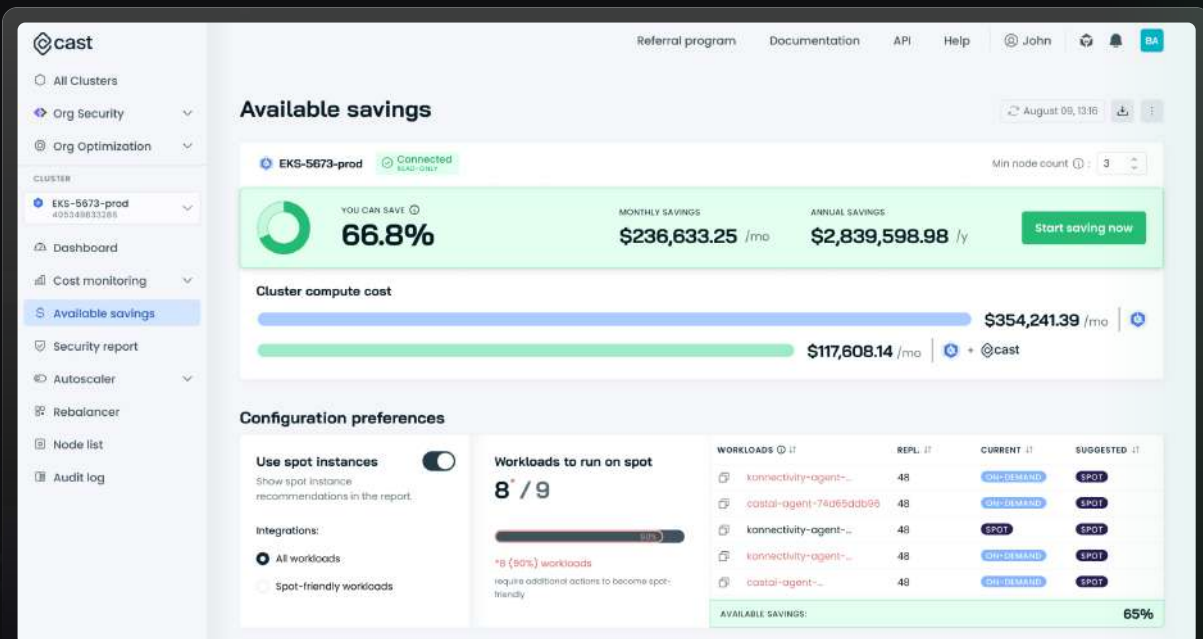 cast
Referral program Documentation API Help John BA
All Clusters
Org Security
Org Optimization
CLUSTER
EKS-5673-prod
Dashboard
Cost monitoring
Available savings
Security report
Autoscaler
Rebalancer
Node list
Audit log
Available savings
August 09, 13:16
EKS-5673-prod Connected
READ-ONLY
Min node count : 3
YOU CAN SAVE
66.8%
MONTHLY SAVINGS
$236,633.25 /mo
ANNUAL SAVINGS
$2,839,598.98 /y
Start saving now
Cluster compute cost
$354,241.39 /mo
$117,608.14 /mo + cast
Configuration preferences
Use spot instances
Show spot instance
recommendations in the report.
Integrations:
All workloads
Spot-friendly workloads
Workloads to run on spot
8* / 9
90%
*8 (90%) workloads
require additional actions to become spot-
friendly
WORKLOADS REPL. CURRENT SUGGESTED
konnectivity-agent-... 48 ON-DEMAND SPOT
castai-agent-74d65ddb96 48 ON-DEMAND SPOT
konnectivity-agent-... 48 SPOT SPOT
konnectivity-agent-... 48 ON-DEMAND SPOT
castai-agent-... 48 ON-DEMAND SPOT
AVAILABLE SAVINGS: 65%